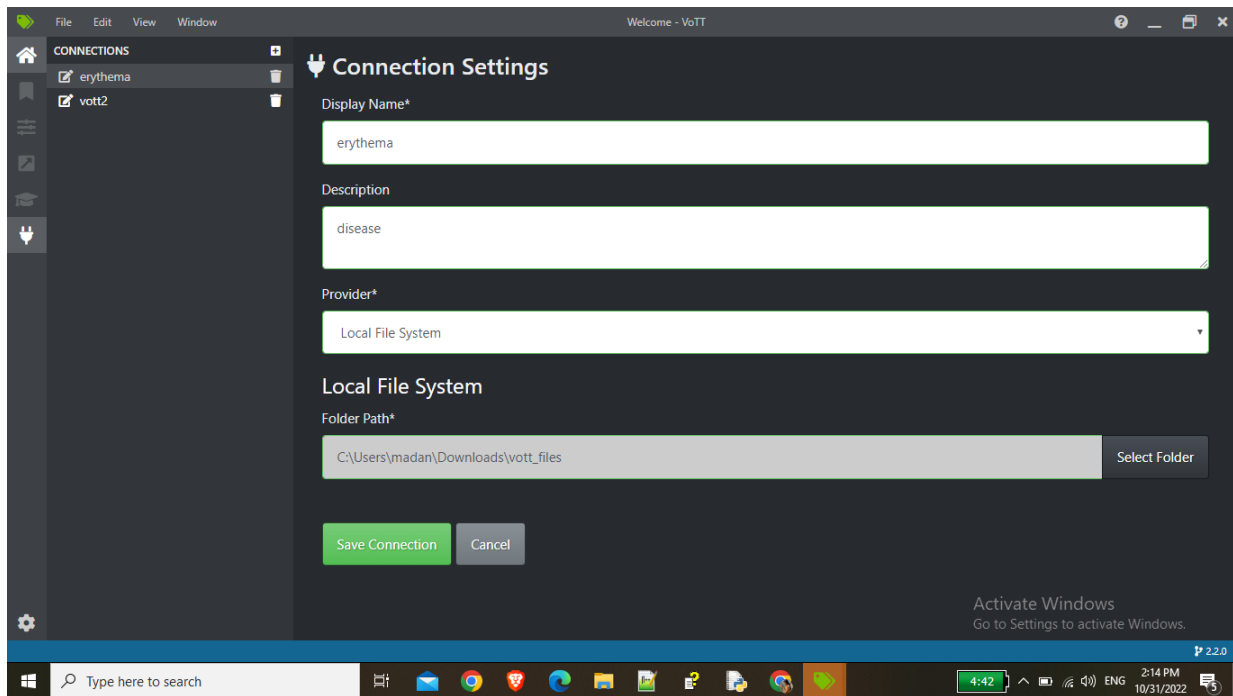 File Edit View Window
Welcome - VoTT
CONNECTIONS
erythema
vott2
Connection Settings
Display Name*
erythema
Description
disease
Provider*
Local File System
Local File System
Folder Path*
C:\Users\madan\Downloads\vott_files
Select Folder
Save Connection Cancel
Activate Windows
Go to Settings to activate Windows.
2.2.0
Type here to search
4:42
ENG
2:14 PM
10/31/2022
5